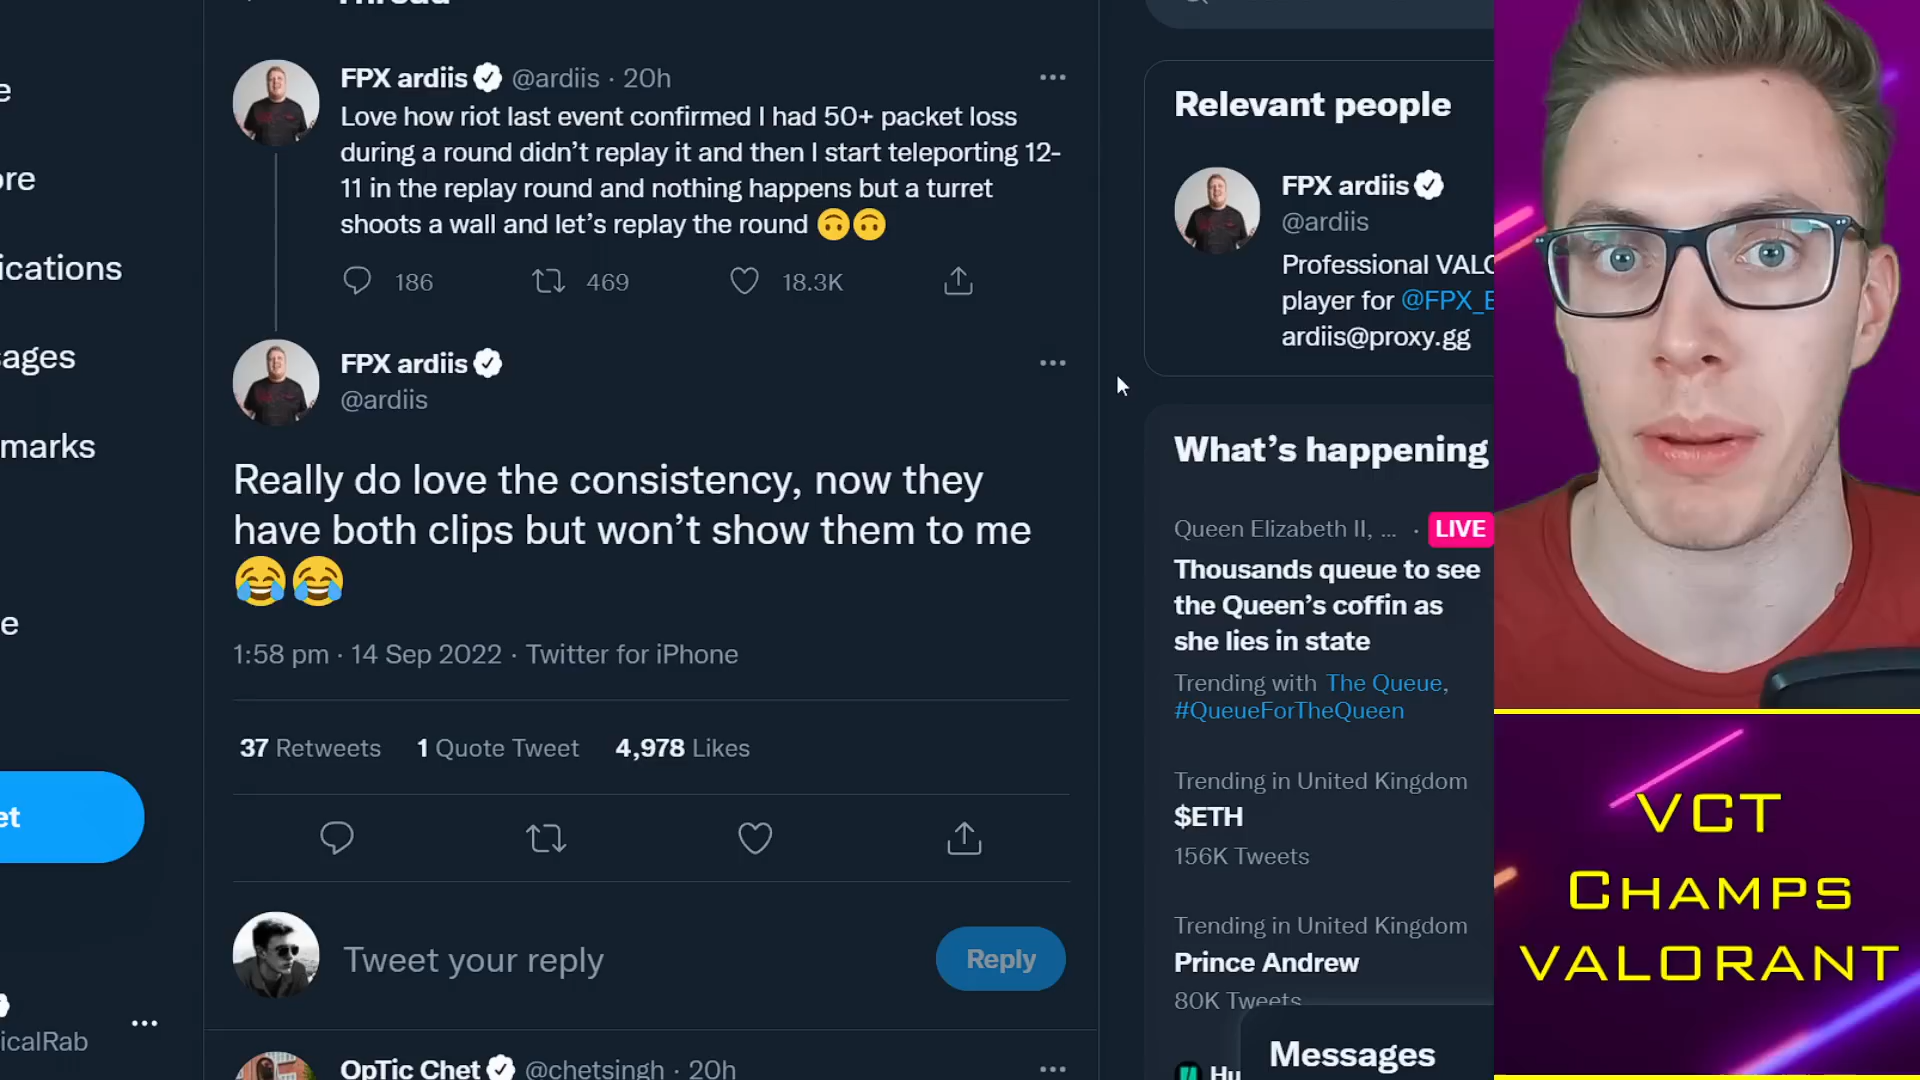 FPX ardiis @ardiis · 20h
Love how riot last event confirmed I had 50+ packet loss
during a round didn't replay it and then I start teleporting 12-
11 in the replay round and nothing happens but a turret
shoots a wall and let's replay the round 🙃🙃
186 469 18.3K
FPX ardiis
@ardiis
Really do love the consistency, now they
have both clips but won't show them to me
😂😂
1:58 pm · 14 Sep 2022 · Twitter for iPhone
37 Retweets 1 Quote Tweet 4,978 Likes
Tweet your reply
Reply
OpTic Chet @chetsingh · 20h
ications
sages
marks
icalRab
Relevant people
FPX ardiis
@ardiis
Professional VALO
player for @FPX_E
ardiis@proxy.gg
What's happening
Queen Elizabeth II, ... · LIVE
Thousands queue to see
the Queen's coffin as
she lies in state
Trending with The Queue,
#QueueForTheQueen
Trending in United Kingdom
$ETH
156K Tweets
Trending in United Kingdom
Prince Andrew
80K Tweets
Messages
VCT
CHAMPS
VALORANT